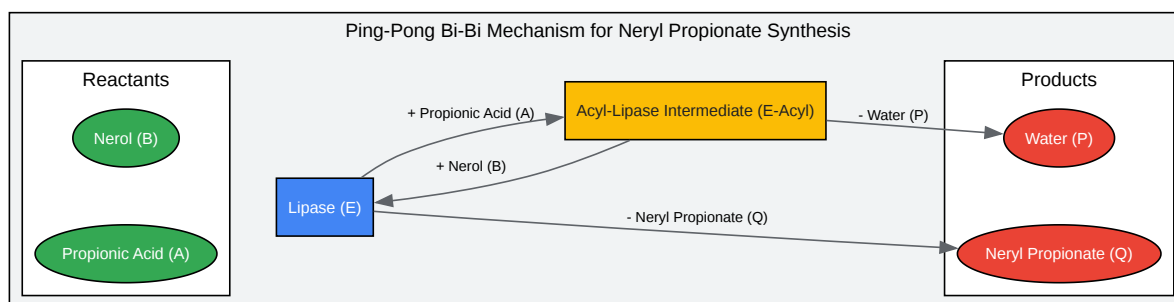 Ping-Pong Bi-Bi Mechanism for Neryl Propionate Synthesis
Reactants
Nerol (B)
Propionic Acid (A)
Lipase (E)
+ Propionic Acid (A)
+ Nerol (B)
Acyl-Lipase Intermediate (E-Acyl)
- Water (P)
- Neryl Propionate (Q)
Products
Water (P)
Neryl Propionate (Q)